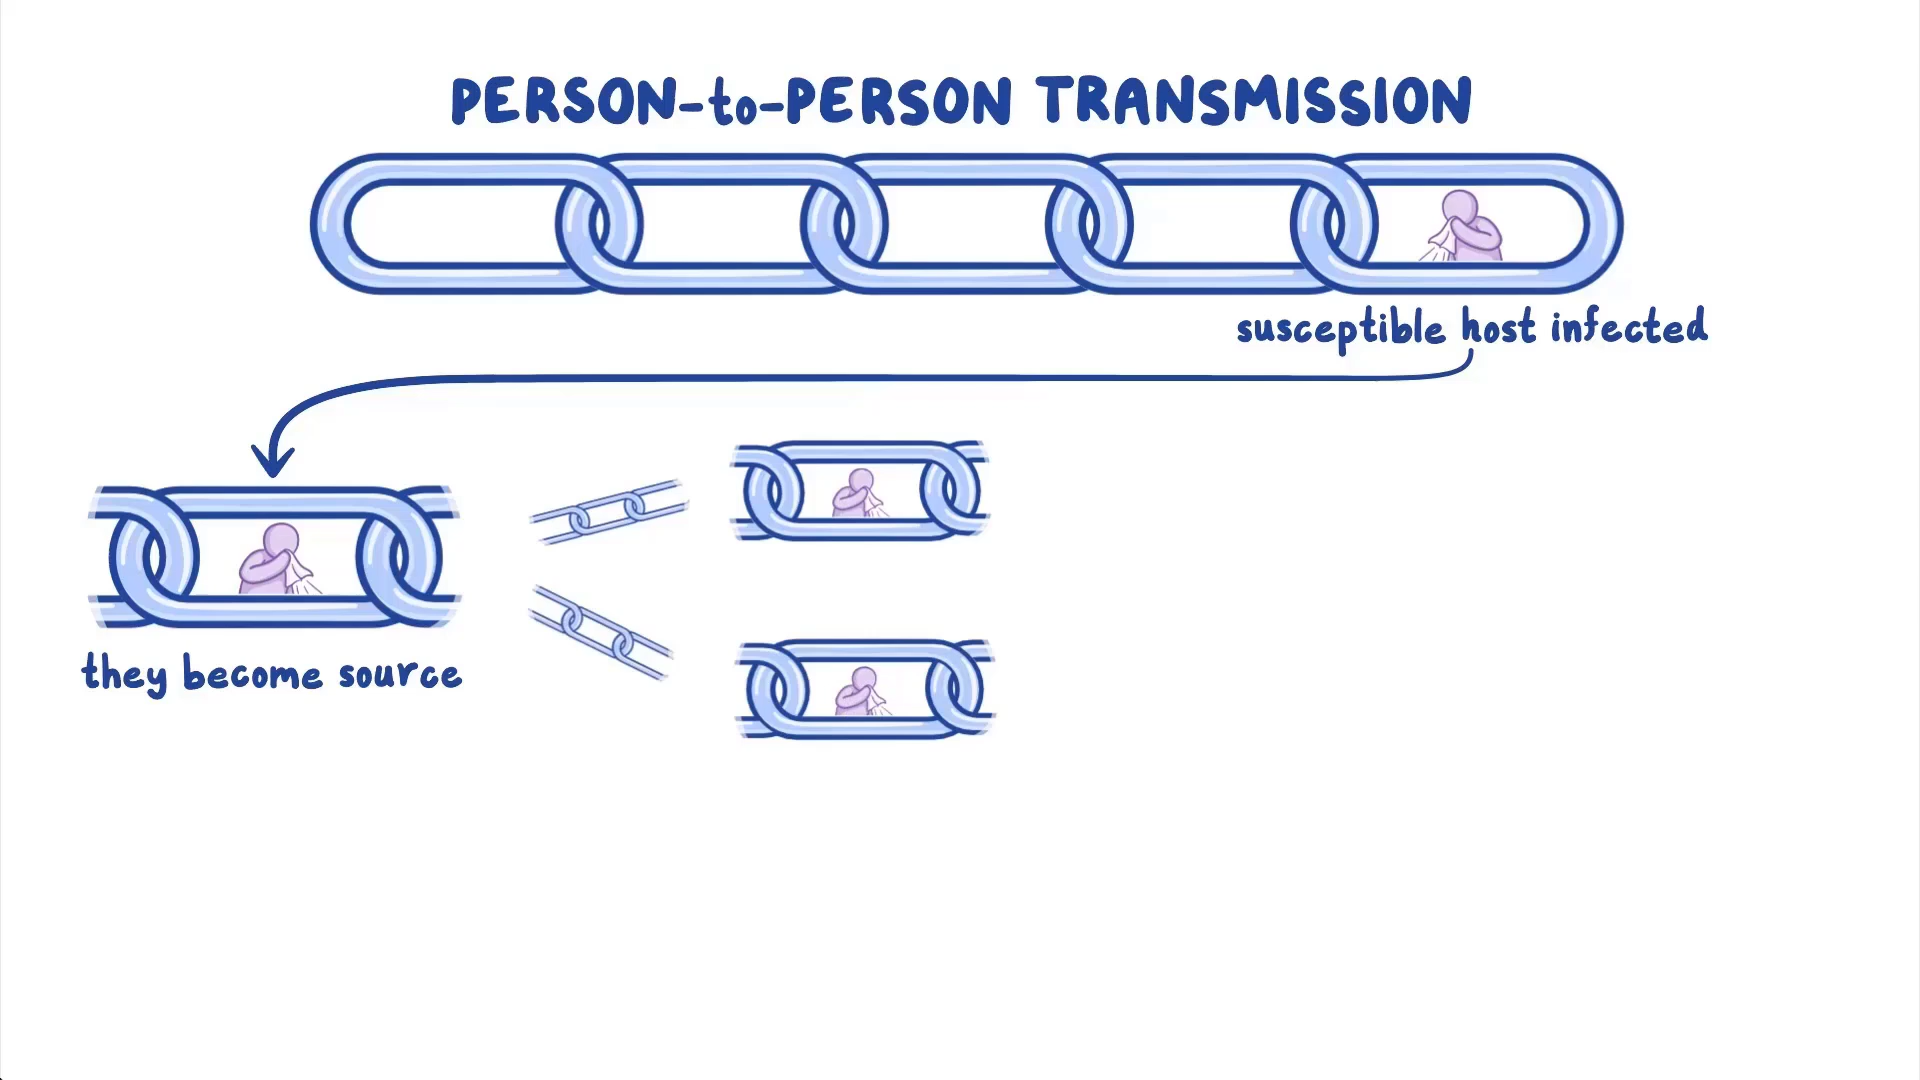 PERSON-to-PERSON TRANSMISSION
susceptible host infected
they become source